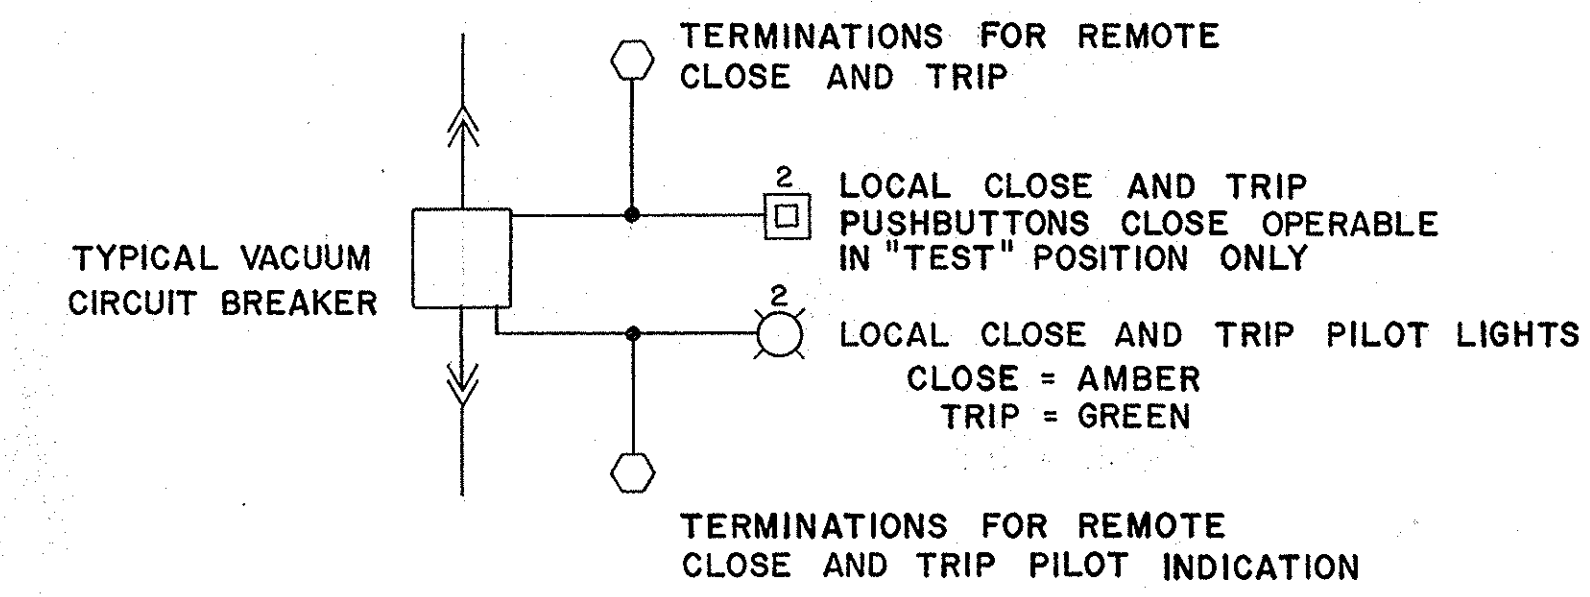 TERMINATIONS FOR REMOTE
CLOSE AND TRIP
2
LOCAL CLOSE AND TRIP
PUSHBUTTONS CLOSE OPERABLE
IN "TEST" POSITION ONLY
TYPICAL VACUUM
CIRCUIT BREAKER
2
LOCAL CLOSE AND TRIP PILOT LIGHTS
CLOSE = AMBER
TRIP = GREEN
TERMINATIONS FOR REMOTE
CLOSE AND TRIP PILOT INDICATION